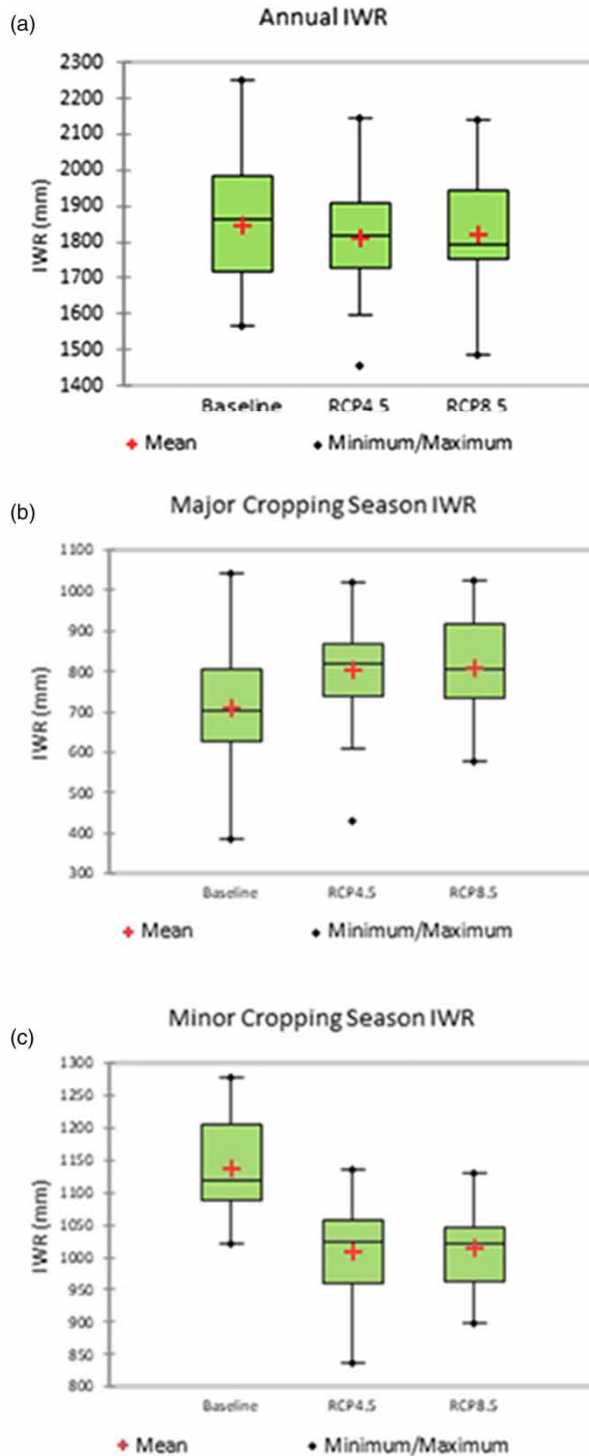 (a)
Annual IWR
IWR (mm)
2300
2200
2100
2000
1900
1800
1700
1600
1500
1400
Baseline RCP4.5 RCP8.5
Mean Minimum/Maximum
(b)
Major Cropping Season IWR
IWR (mm)
1100
1000
900
800
700
600
500
400
300
Baseline RCP4.5 RCP8.5
Mean Minimum/Maximum
(c)
Minor Cropping Season IWR
IWR (mm)
1300
1250
1200
1150
1100
1050
1000
950
900
850
800
Baseline RCP4.5 RCP8.5
Mean Minimum/Maximum